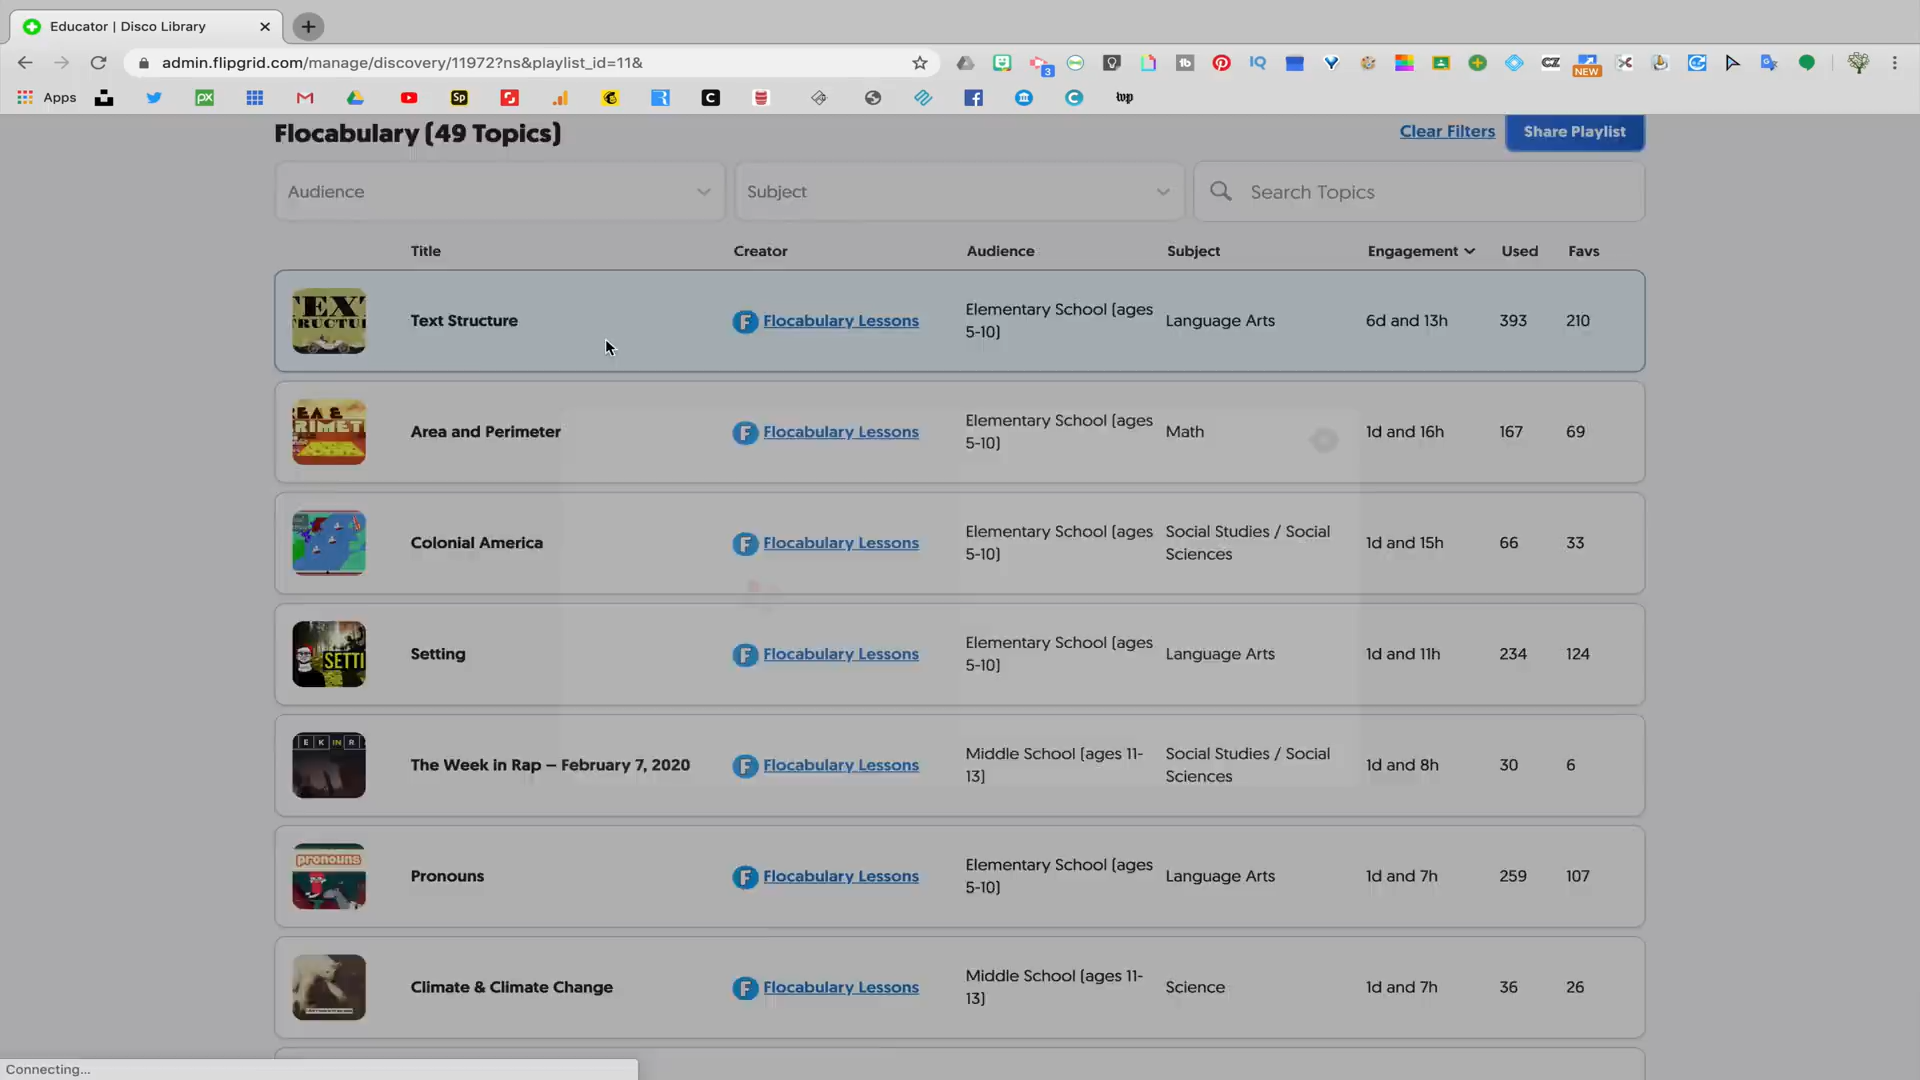 Educator | Disco Library
admin.flipgrid.com/manage/discovery/11972?ns&playlist_id=11&
3
NEW
Apps
Flocabulary (49 Topics)
Clear Filters
Share Playlist
Audience
Subject
Search Topics
Title Creator Audience Subject Engagement Used Favs
Text Structure Flocabulary Lessons Elementary School (ages Language Arts 6d and 13h 393 210
5-10)
Area and Perimeter Flocabulary Lessons Elementary School (ages Math 1d and 16h 167 69
5-10)
Colonial America Flocabulary Lessons Elementary School (ages Social Studies / Social 1d and 15h 66 33
5-10) Sciences
Setting Flocabulary Lessons Elementary School (ages Language Arts 1d and 11h 234 124
5-10)
The Week in Rap – February 7, 2020 Flocabulary Lessons Middle School (ages 11- Social Studies / Social 1d and 8h 30 6
13) Sciences
pronouns
Pronouns Flocabulary Lessons Elementary School (ages Language Arts 1d and 7h 259 107
5-10)
Climate & Climate Change Flocabulary Lessons Middle School (ages 11- Science 1d and 7h 36 26
13)
Connecting...